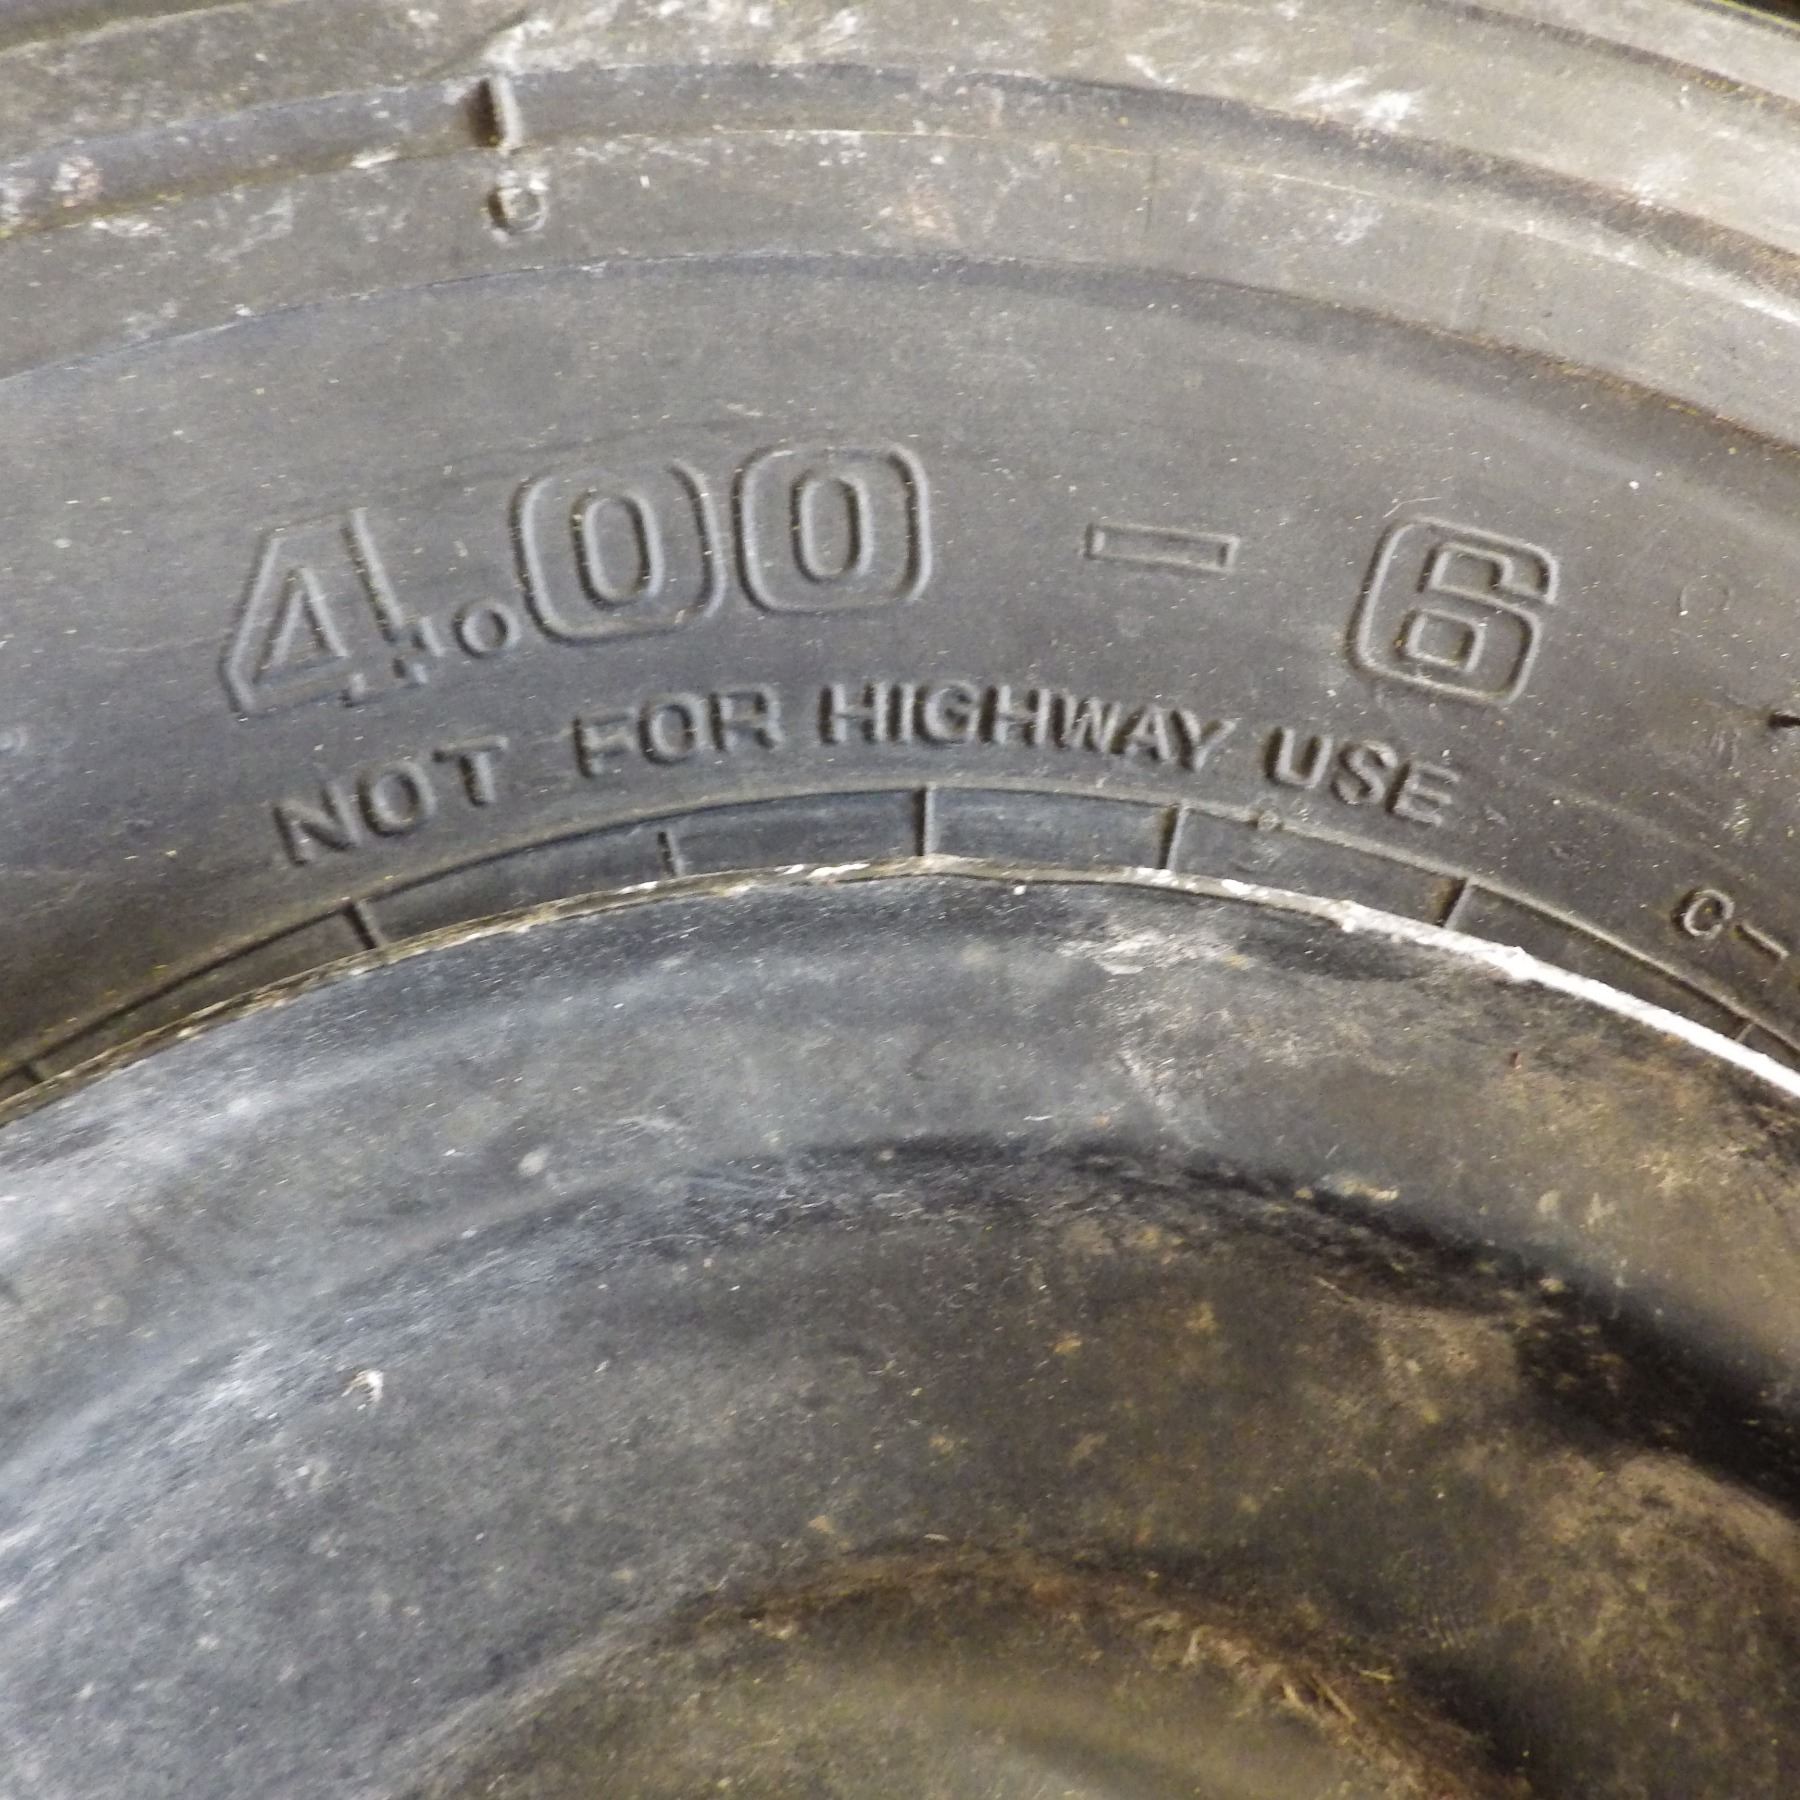 4.00 - 6
NOT FOR HIGHWAY USE